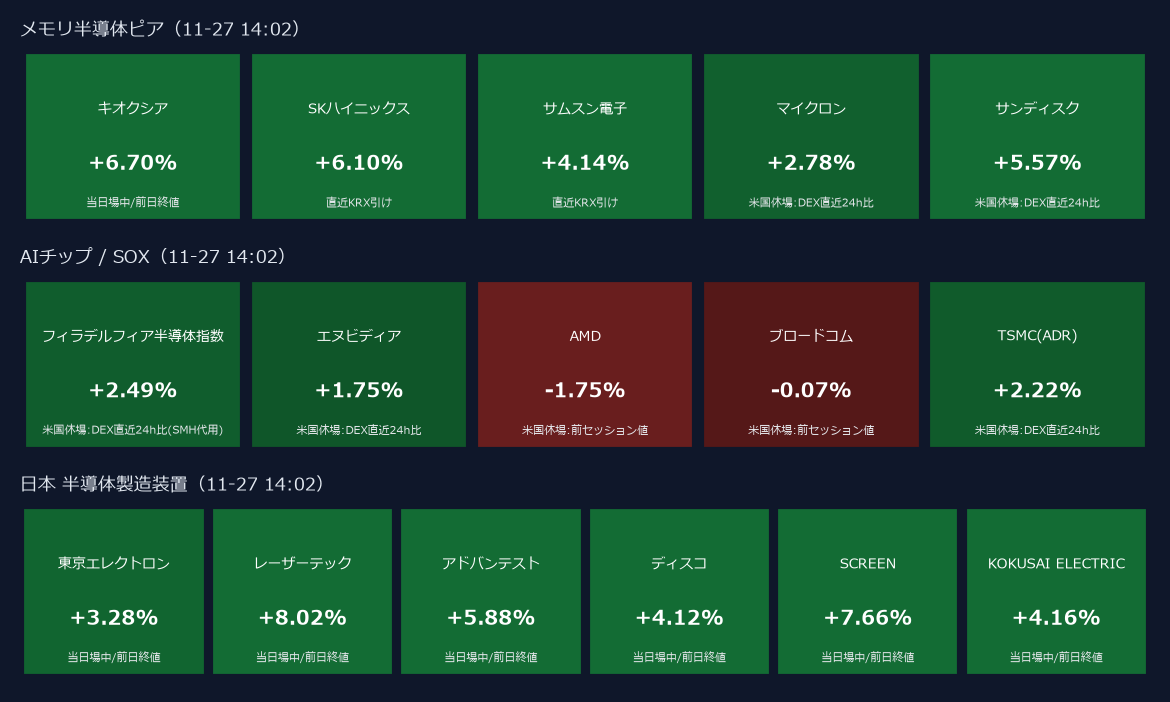 メモリ半導体ピア（11-27 14:02）
キオクシア
+6.70%
当日場中/前日終値
SKハイニックス
+6.10%
直近KRX引け
サムスン電子
+4.14%
直近KRX引け
マイクロン
+2.78%
米国休場:DEX直近24h比
サンディスク
+5.57%
米国休場:DEX直近24h比
AIチップ / SOX（11-27 14:02）
フィラデルフィア半導体指数
+2.49%
米国休場:DEX直近24h比(SMH代用)
エヌビディア
+1.75%
米国休場:DEX直近24h比
AMD
-1.75%
米国休場:前セッション値
ブロードコム
-0.07%
米国休場:前セッション値
TSMC(ADR)
+2.22%
米国休場:DEX直近24h比
日本 半導体製造装置（11-27 14:02）
東京エレクトロン
+3.28%
当日場中/前日終値
レーザーテック
+8.02%
当日場中/前日終値
アドバンテスト
+5.88%
当日場中/前日終値
ディスコ
+4.12%
当日場中/前日終値
SCREEN
+7.66%
当日場中/前日終値
KOKUSAI ELECTRIC
+4.16%
当日場中/前日終値